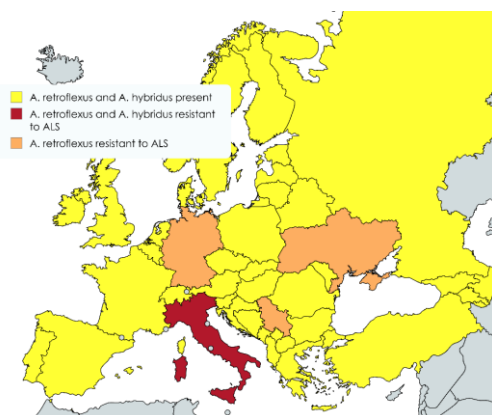 A. retroflexus and A. hybridus present
A. retroflexus and A. hybridus resistant
to ALS
A. retroflexus resistant to ALS